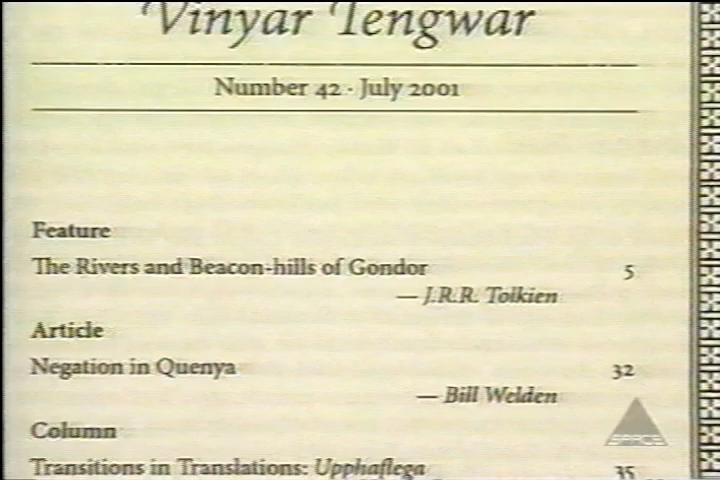 Vinyar Tengwar
Number 42 · July 2001
Feature
The Rivers and Beacon-hills of Gondor 5
— J.R.R. Tolkien
Article
Negation in Quenya 32
— Bill Welden
Column
Transitions in Translations: Upphaflega 35
SPACE